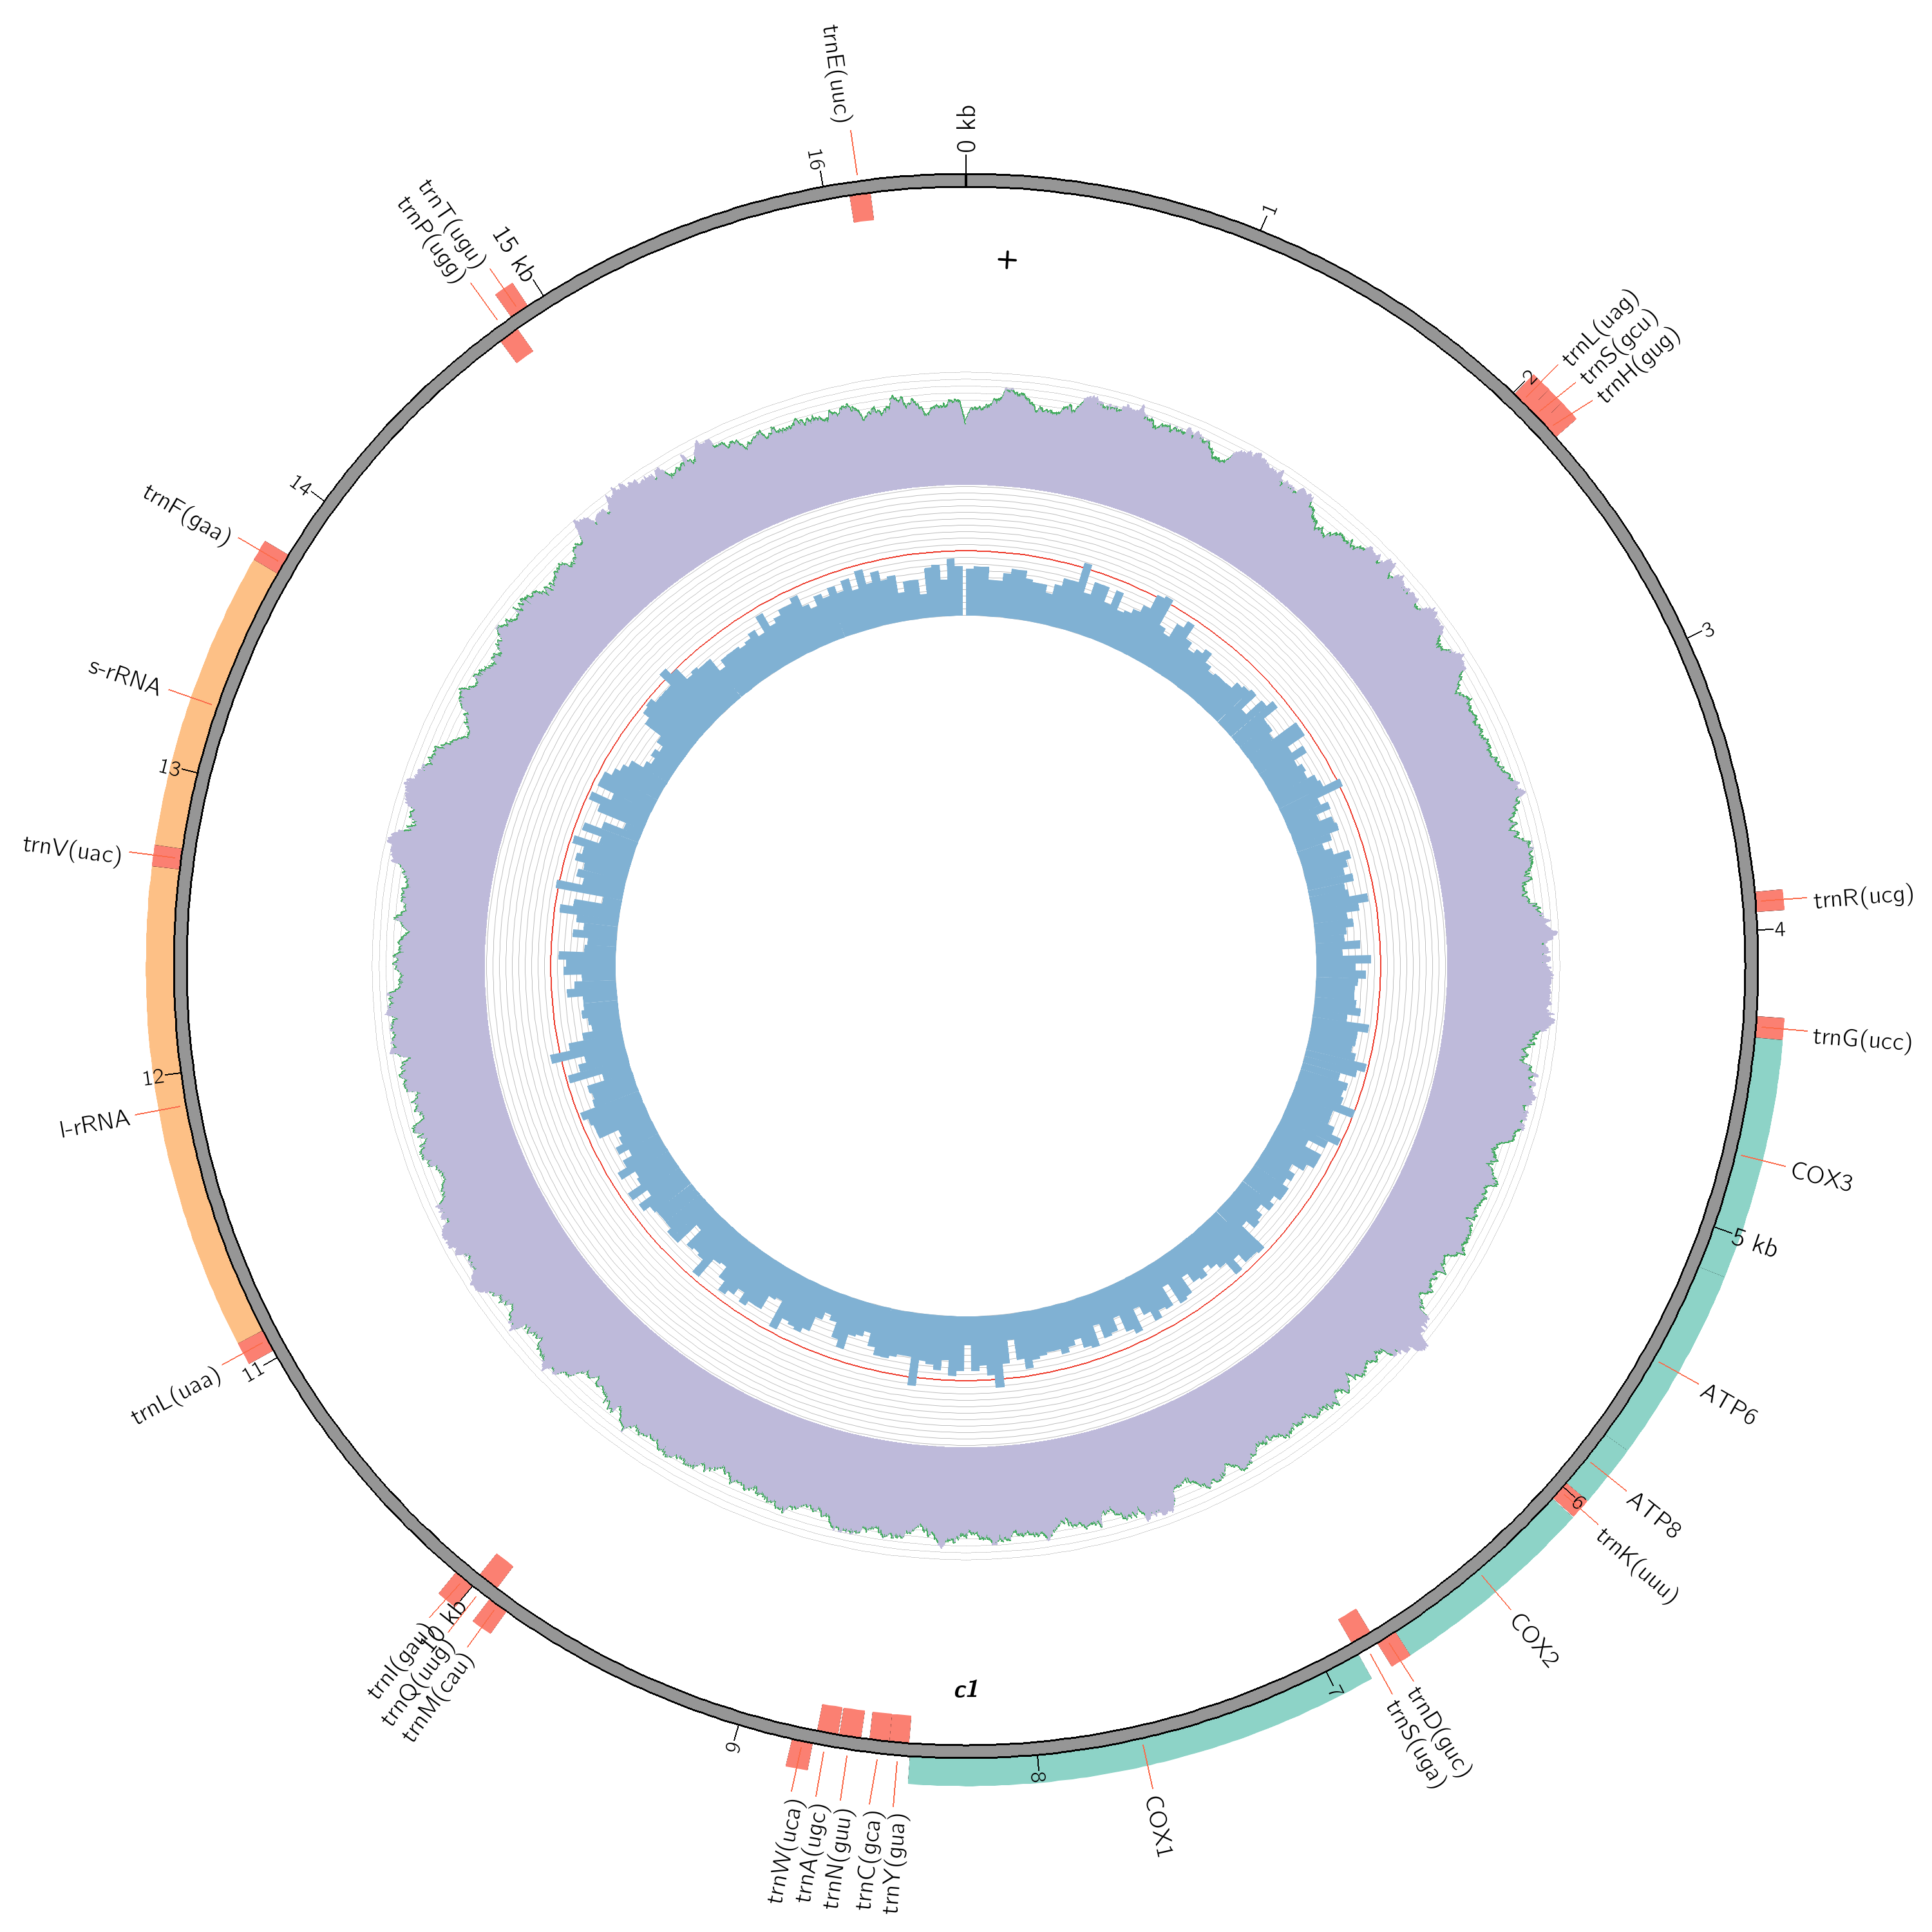 0 kb
+
1
trnL(uag)
2
trnS(gcu)
trnH(gug)
3
trnR(ucg)
4
trnG(ucc)
COX3
5 kb
ATP6
ATP8
6
trnK(uuu)
COX2
trnD(guc)
trnS(uga)
7
COX1
8
c1
trnY(gua)
trnC(gca)
trnN(guu)
trnA(ugc)
trnW(uca)
9
trnM(cau)
trnQ(uug)
10 kb
trnI(gau)
11
trnL(uaa)
l-rRNA
12
trnV(uac)
13
s-rRNA
trnF(gaa)
14
trnP(ugg)
trnT(ugu)
15 kb
16
trnE(uuc)